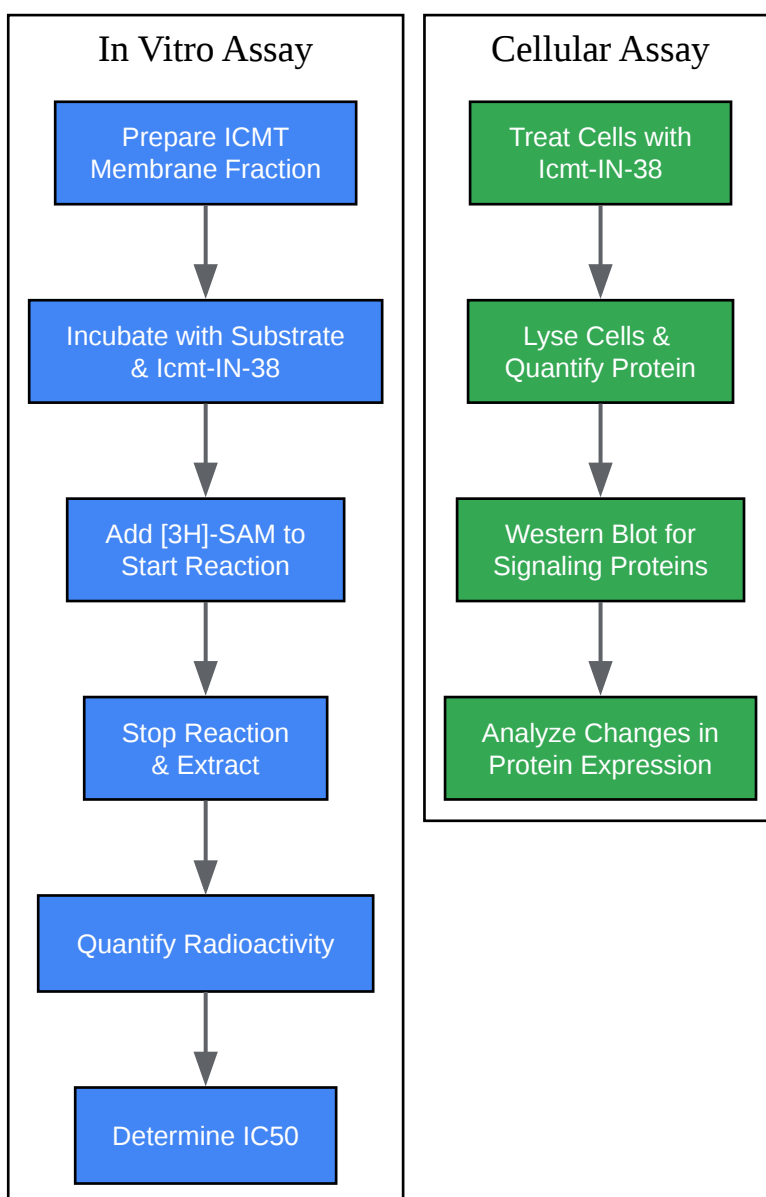 In Vitro Assay
Prepare ICMT
Membrane Fraction
Incubate with Substrate
& Icmt-IN-38
Add [3H]-SAM to
Start Reaction
Stop Reaction
& Extract
Quantify Radioactivity
Determine IC50
Cellular Assay
Treat Cells with
Icmt-IN-38
Lyse Cells &
Quantify Protein
Western Blot for
Signaling Proteins
Analyze Changes in
Protein Expression